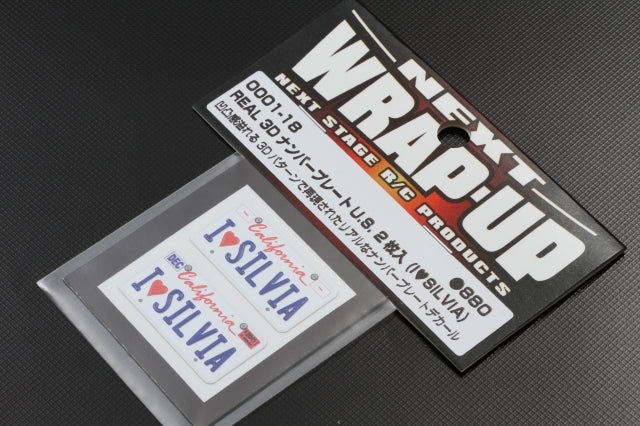 NEXT
WRAP-UP
NEXT STAGE R/C PRODUCTS
0001-18 ●880
REAL 3Dナンバープレート U.S. 2枚入 (I♥SILVIA)
凹凸感溢れる3Dパターンで再現されたリアルなナンバープレートデカール
California
I♥SILVIA
DEC California
I♥SILVIA